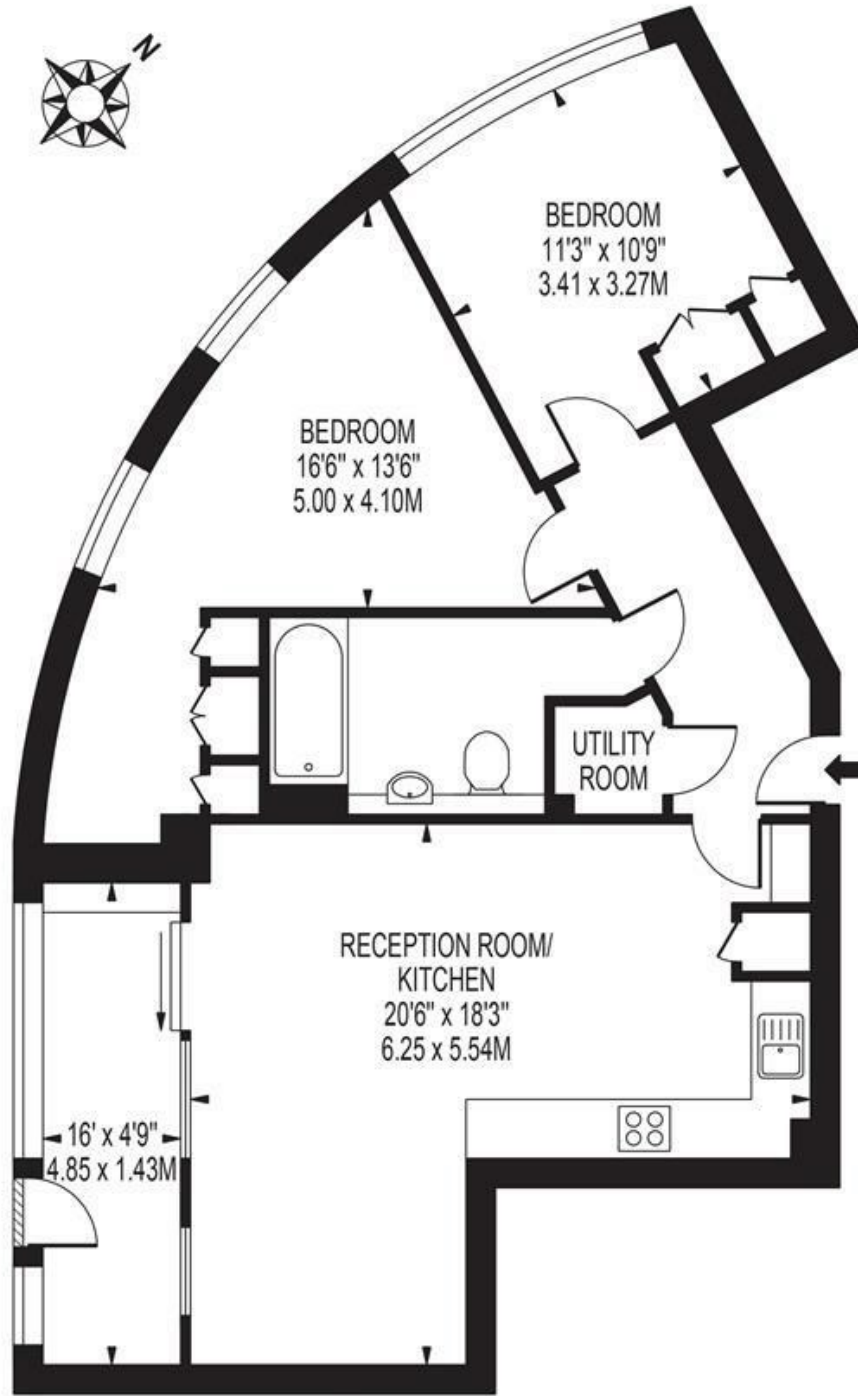 N
BEDROOM
11'3" x 10'9"
3.41 x 3.27M
BEDROOM
16'6" x 13'6"
5.00 x 4.10M
UTILITY
ROOM
RECEPTION ROOM/
KITCHEN
20'6" x 18'3"
6.25 x 5.54M
16' x 4'9"
4.85 x 1.43M